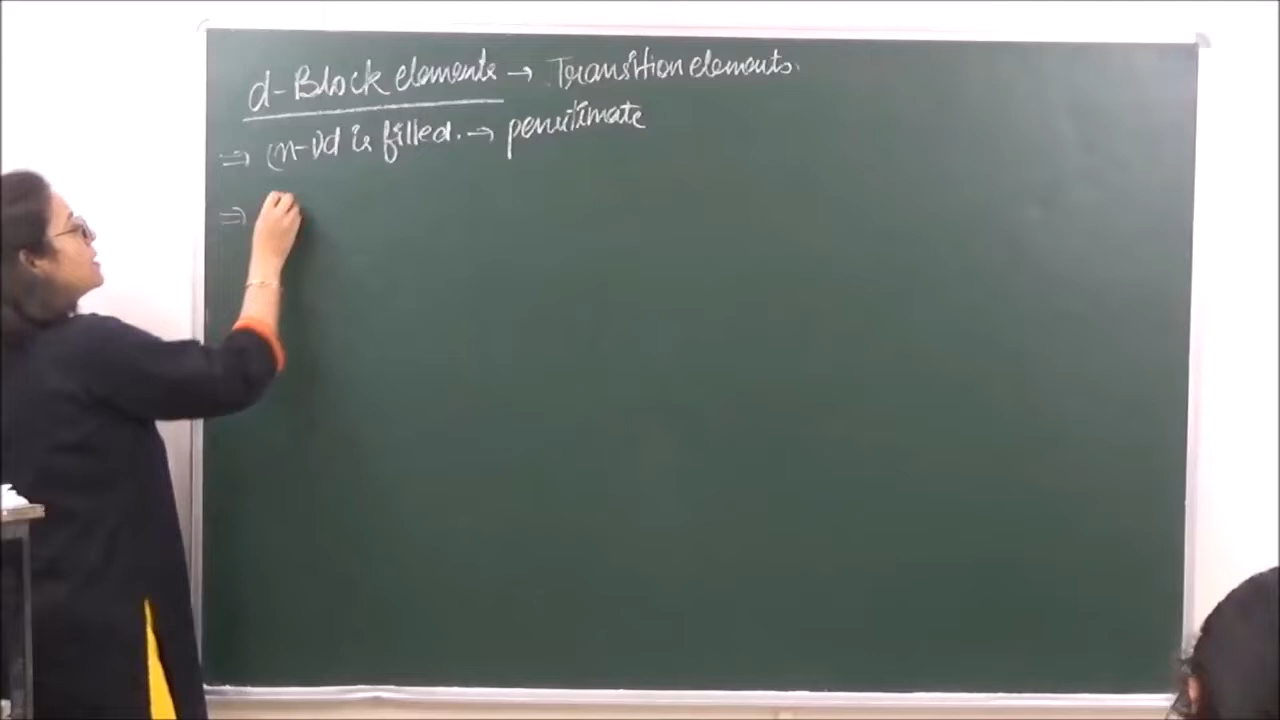 d-Block elements → Transition elements.
⇒ (n-1)d is filled. → penultimate
⇒